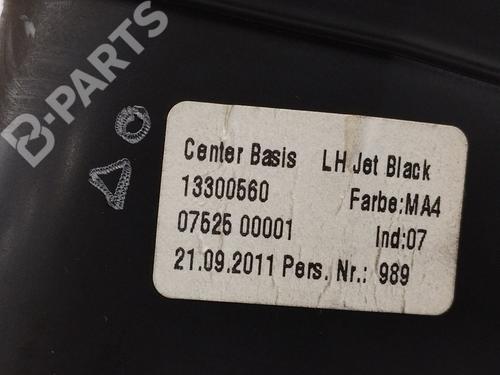 B-PARTS
Center Basis LH Jet Black
13300560 Farbe:MA4
07525 00001 Ind:07
21.09.2011 Pers. Nr.: 989